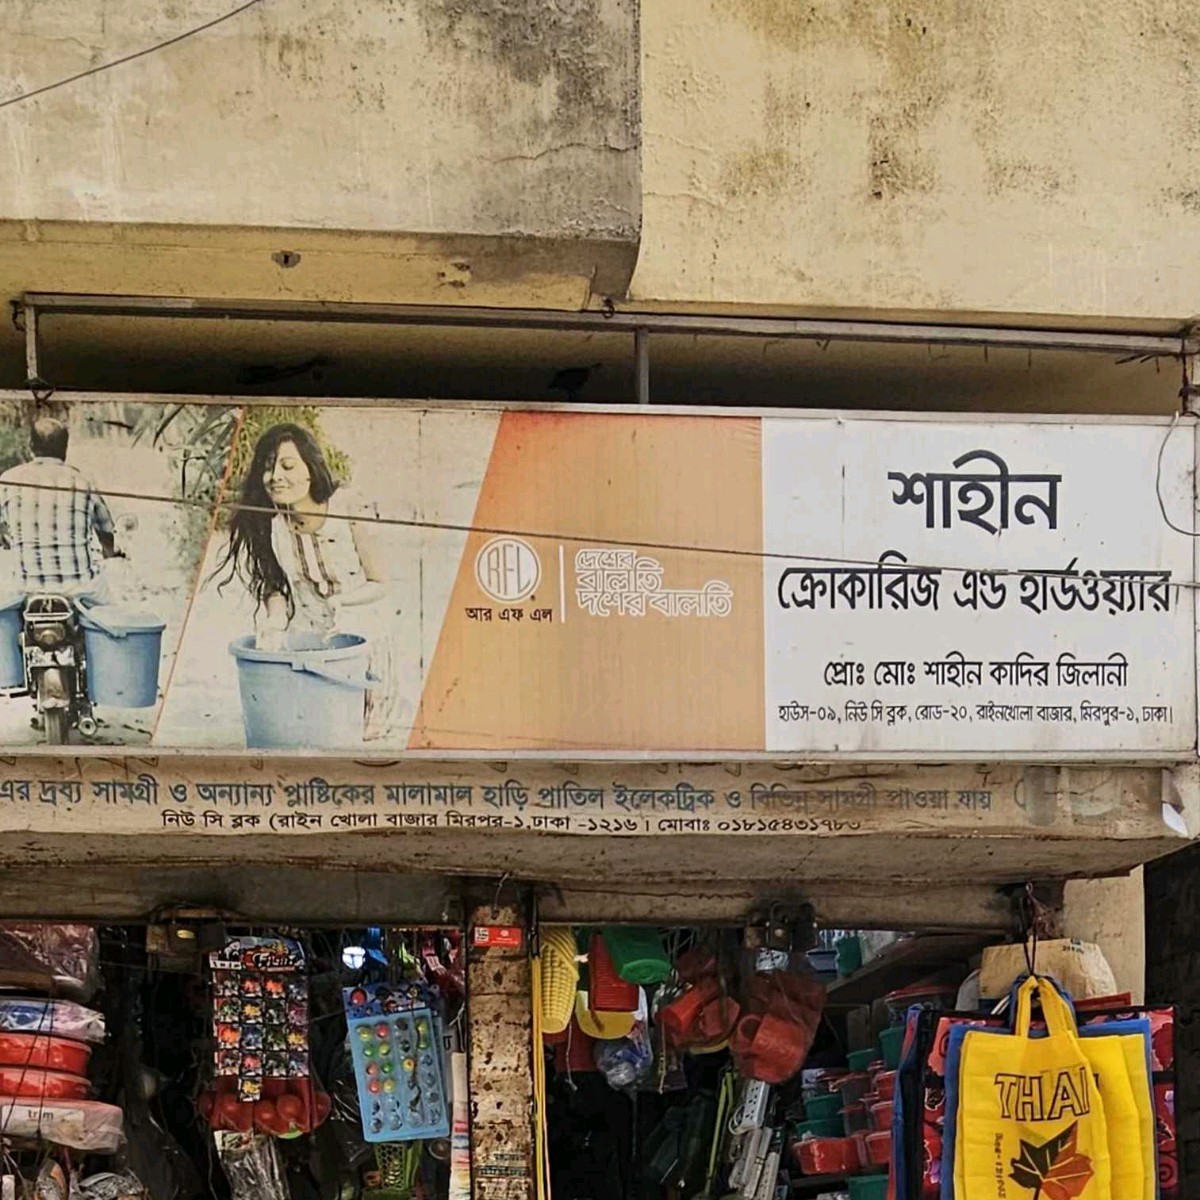 শাহীন
ক্রোকারিজ এন্ড হার্ডওয়্যার
প্রোঃ মোঃ শাহীন কাদির জিলানী
হাউস-০৯, নিউ সি ব্লক, রোড-২০, রাইনখোলা বাজার, মিরপুর-১, ঢাকা।
RFL
আর এফ এল
দেশের
বালতি
দশের বালতি
এর দ্রব্য সামগ্রী ও অন্যান্য প্লাষ্টিকের মালামাল হাড়ি প্রাতিল ইলেকট্রিক ও বিভিন্ন সামগ্রী পাওয়া যায়
নিউ সি ব্লক (রাইন খোলা বাজার মিরপুর-১,ঢাকা -১২১৬। মোবাঃ ০১৮১৫৪৩১৭৮৩
trim
THAI